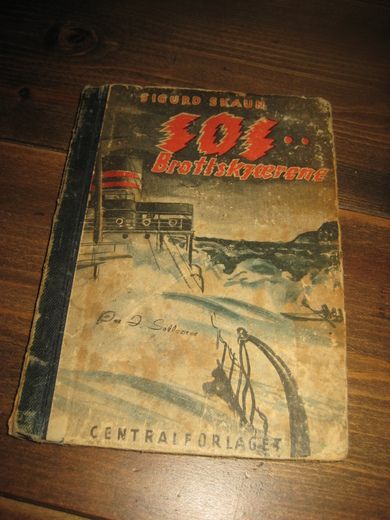 SIGURD SKAUN
SOS..
Brottskjærene
CENTRALFORLAGET